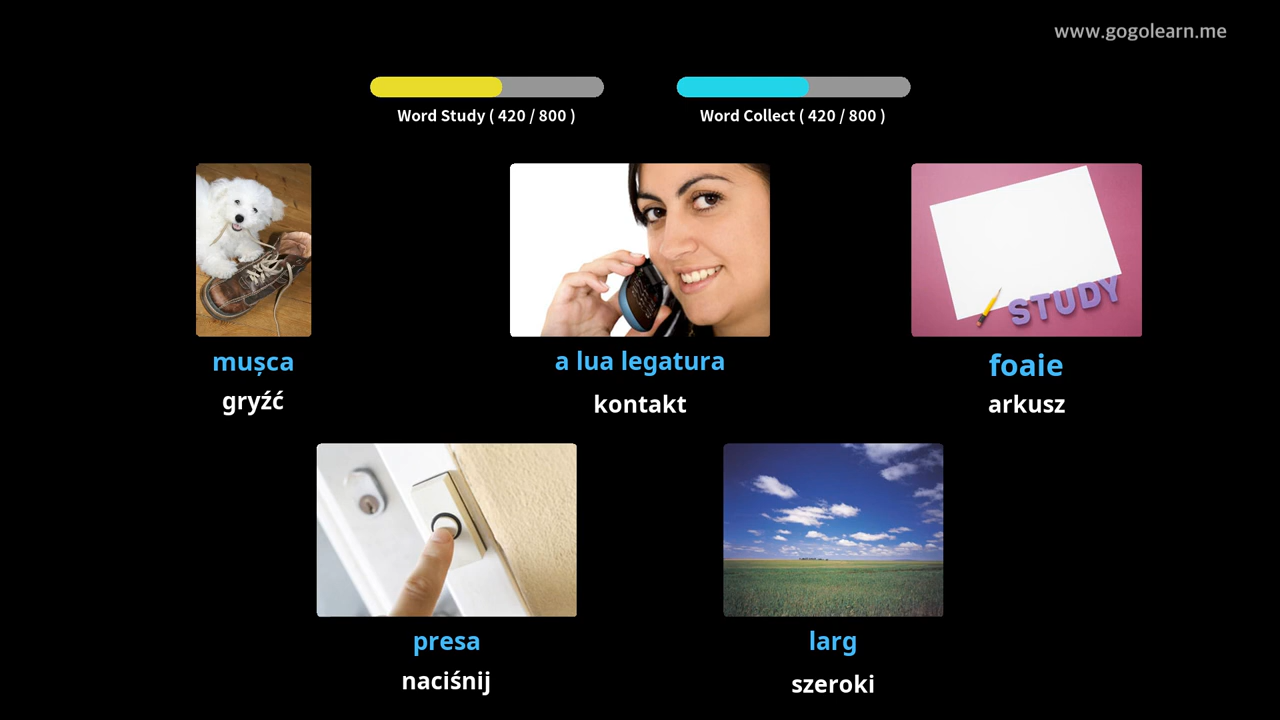 www.gogolearn.me
Word Study ( 420 / 800 )
Word Collect ( 420 / 800 )
STUDY
mușca
gryźć
a lua legatura
kontakt
foaie
arkusz
presa
naciśnij
larg
szeroki